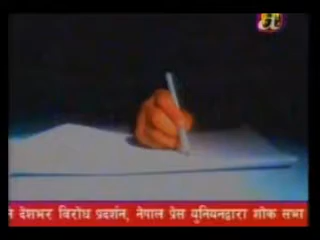 देशभर विरोध प्रदर्शन, नेपाल प्रेस युनियनद्वारा शोक सभा